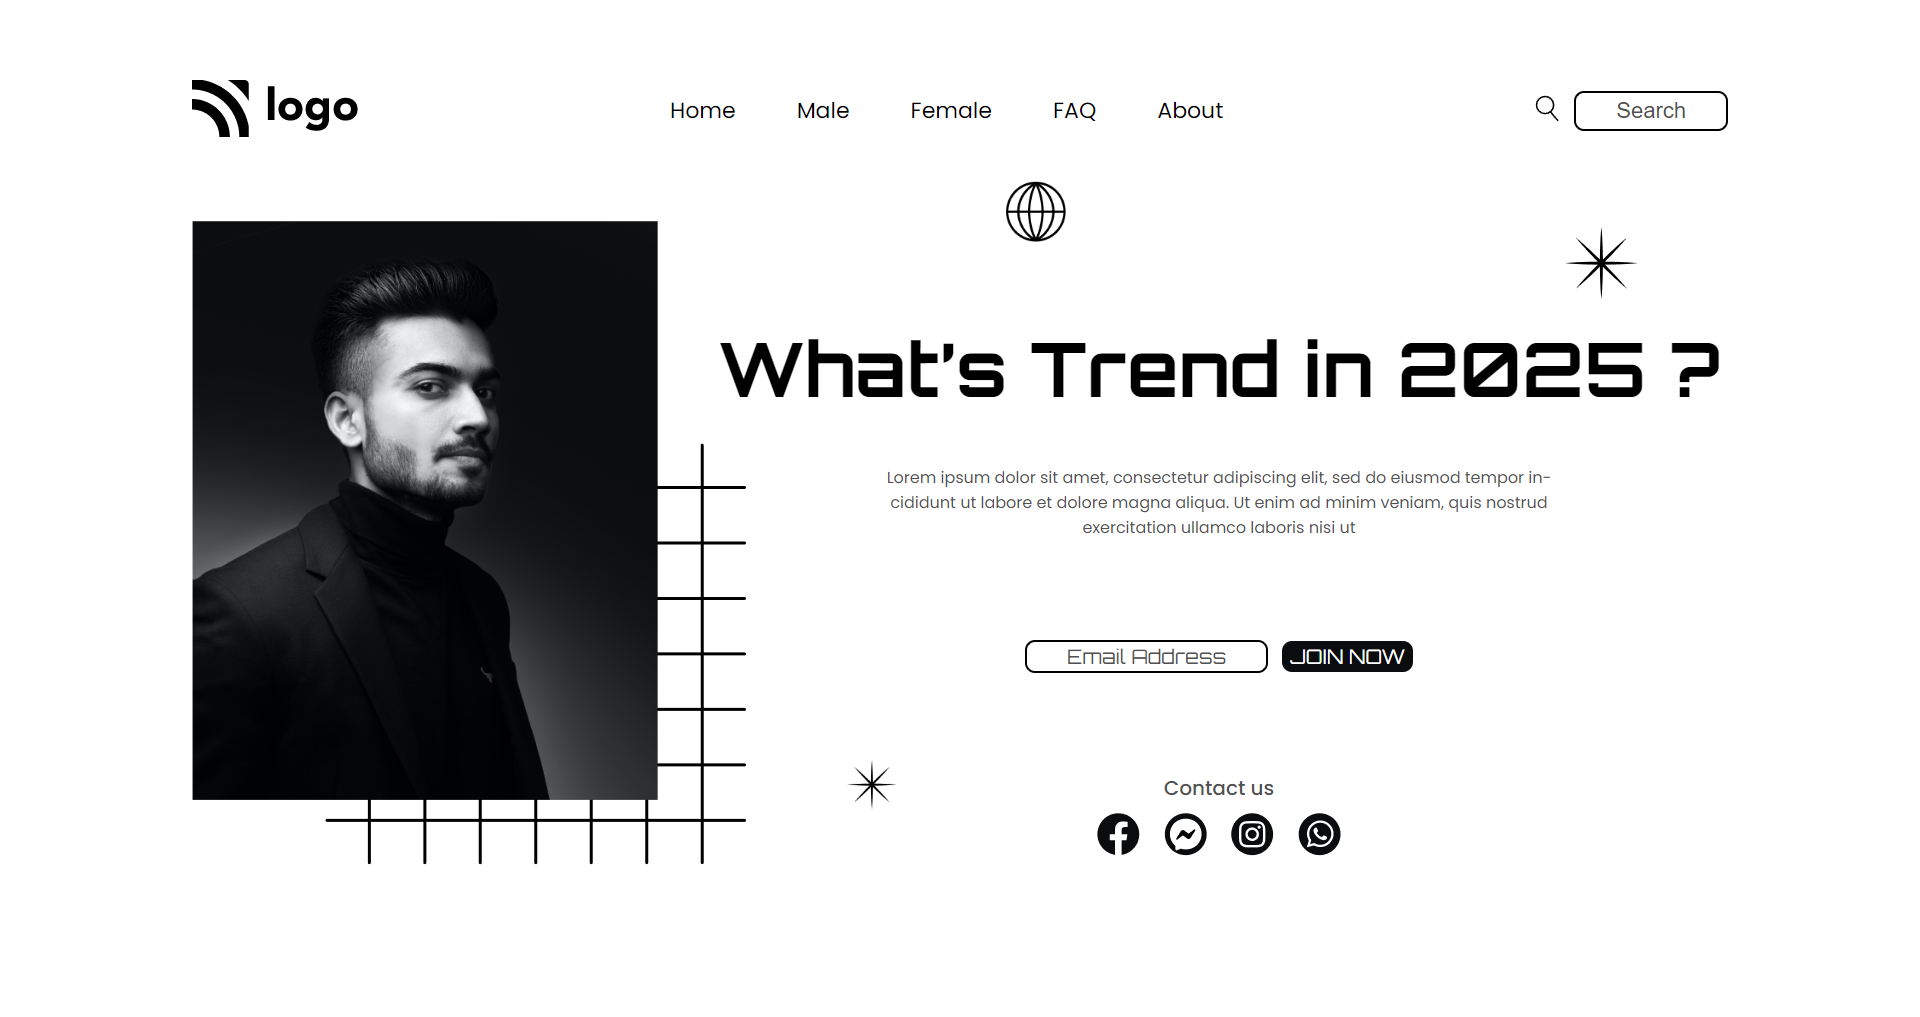 logo
Home
Male
Female
FAQ
About
Search
What's Trend in 2025 ?
Lorem ipsum dolor sit amet, consectetur adipiscing elit, sed do eiusmod tempor in-
cididunt ut labore et dolore magna aliqua. Ut enim ad minim veniam, quis nostrud
exercitation ullamco laboris nisi ut
Email Address
JOIN NOW
Contact us